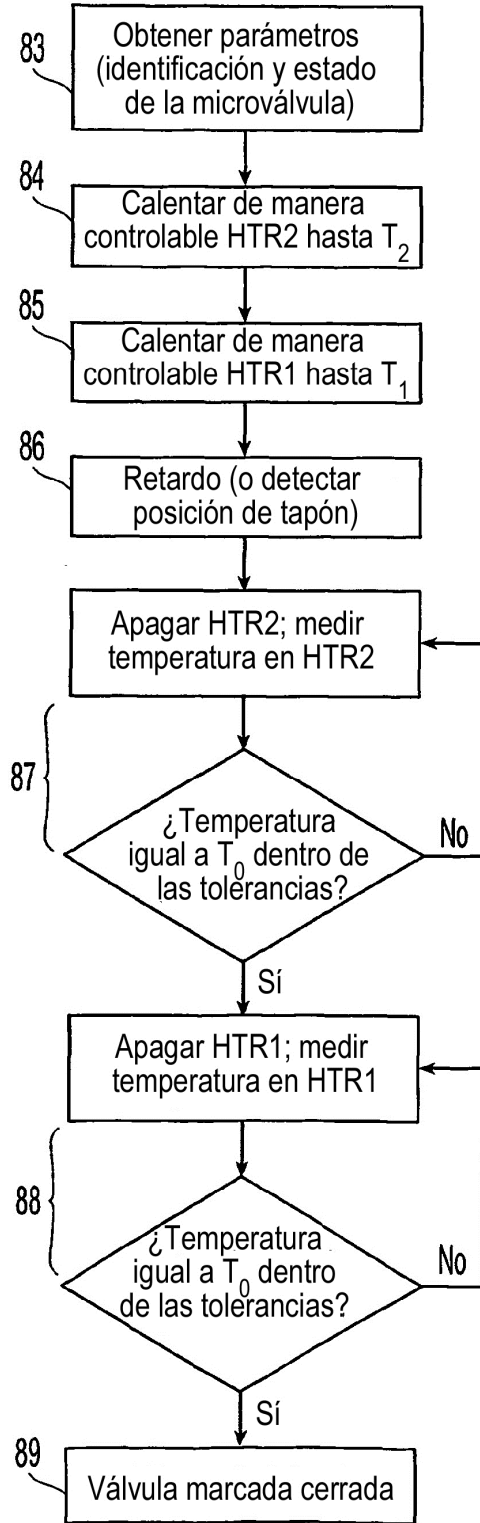 83
Obtener parámetros
(identificación y estado
de la microválvula)
84
Calentar de manera
controlable HTR2 hasta T₂
85
Calentar de manera
controlable HTR1 hasta T₁
86
Retardo (o detectar
posición de tapón)
Apagar HTR2; medir
temperatura en HTR2
87
¿Temperatura
igual a T₀ dentro de
las tolerancias?
No
Sí
Apagar HTR1; medir
temperatura en HTR1
88
¿Temperatura
igual a T₀ dentro
de las tolerancias?
No
Sí
89
Válvula marcada cerrada